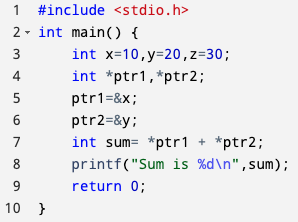 1 #include <stdio.h>
2 int main() {
3 int x=10,y=20,z=30;
4 int *ptr1,*ptr2;
5 ptr1=&x;
6 ptr2=&y;
7 int sum= *ptr1 + *ptr2;
8 printf("Sum is %d\n",sum);
9 return 0;
10 }